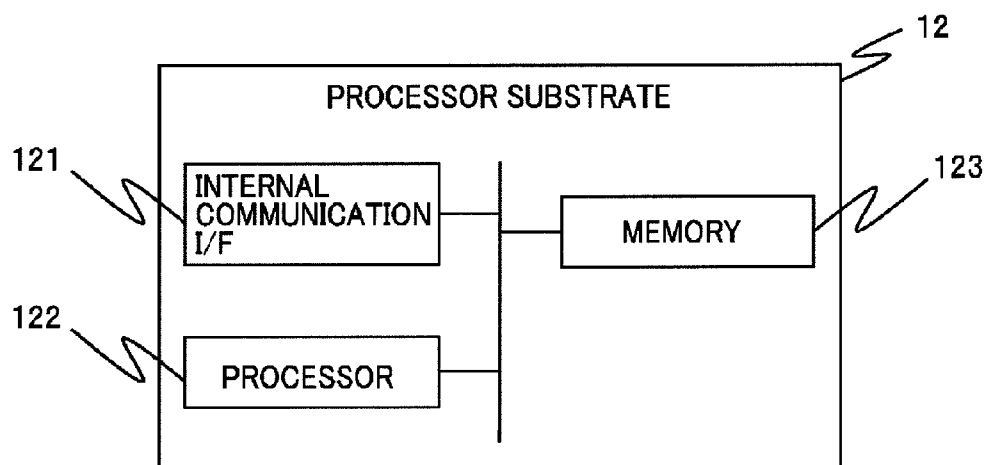 12
PROCESSOR SUBSTRATE
121
INTERNAL
COMMUNICATION
I/F
MEMORY
123
122
PROCESSOR